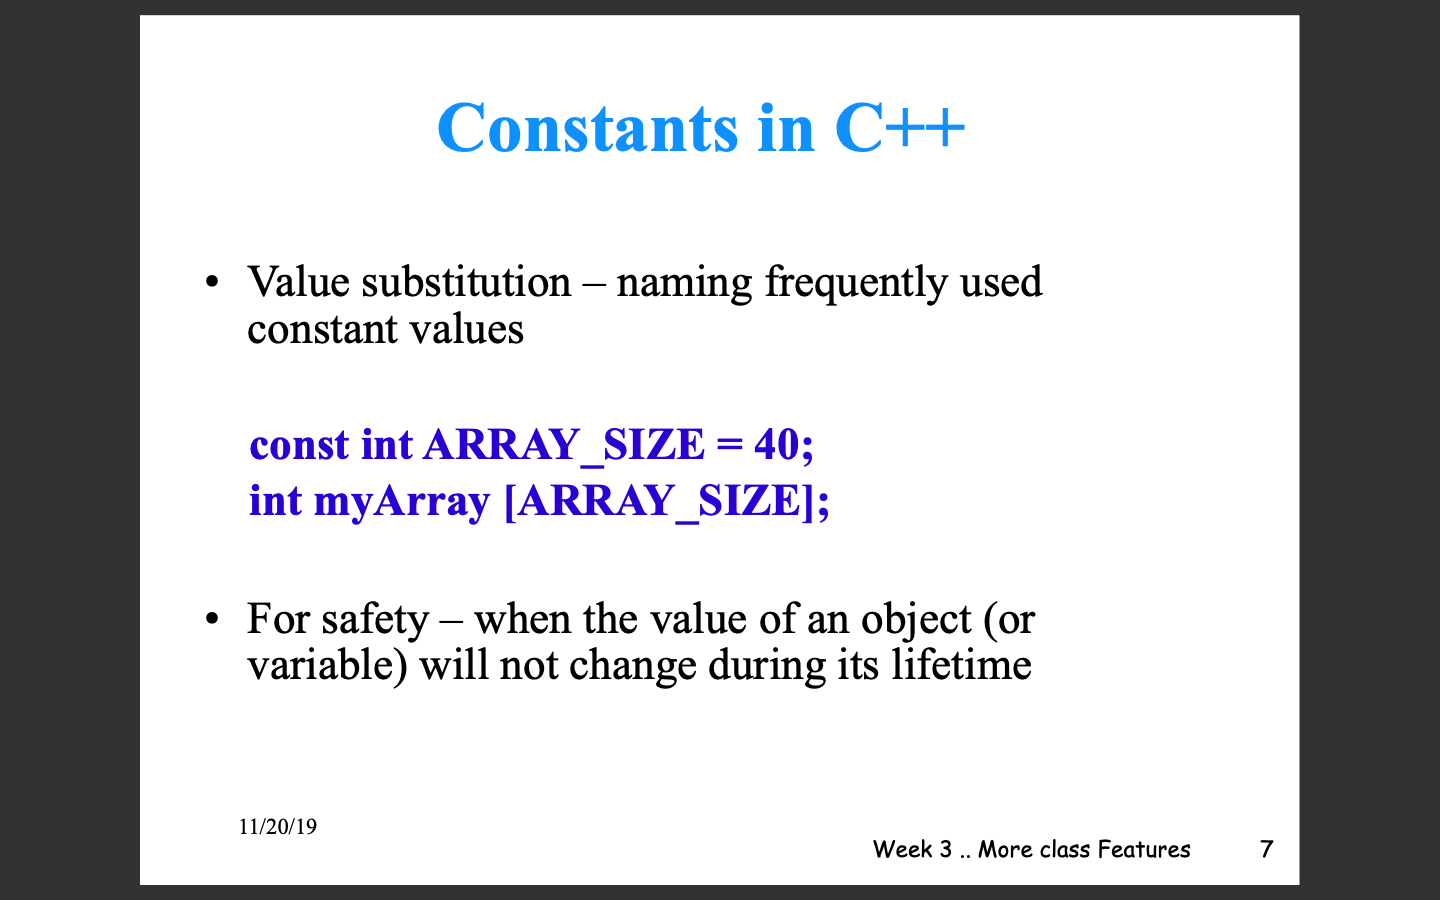 Constants in C++
• Value substitution – naming frequently used
constant values
const int ARRAY_SIZE = 40;
int myArray [ARRAY_SIZE];
• For safety – when the value of an object (or
variable) will not change during its lifetime
11/20/19
Week 3 .. More class Features 7